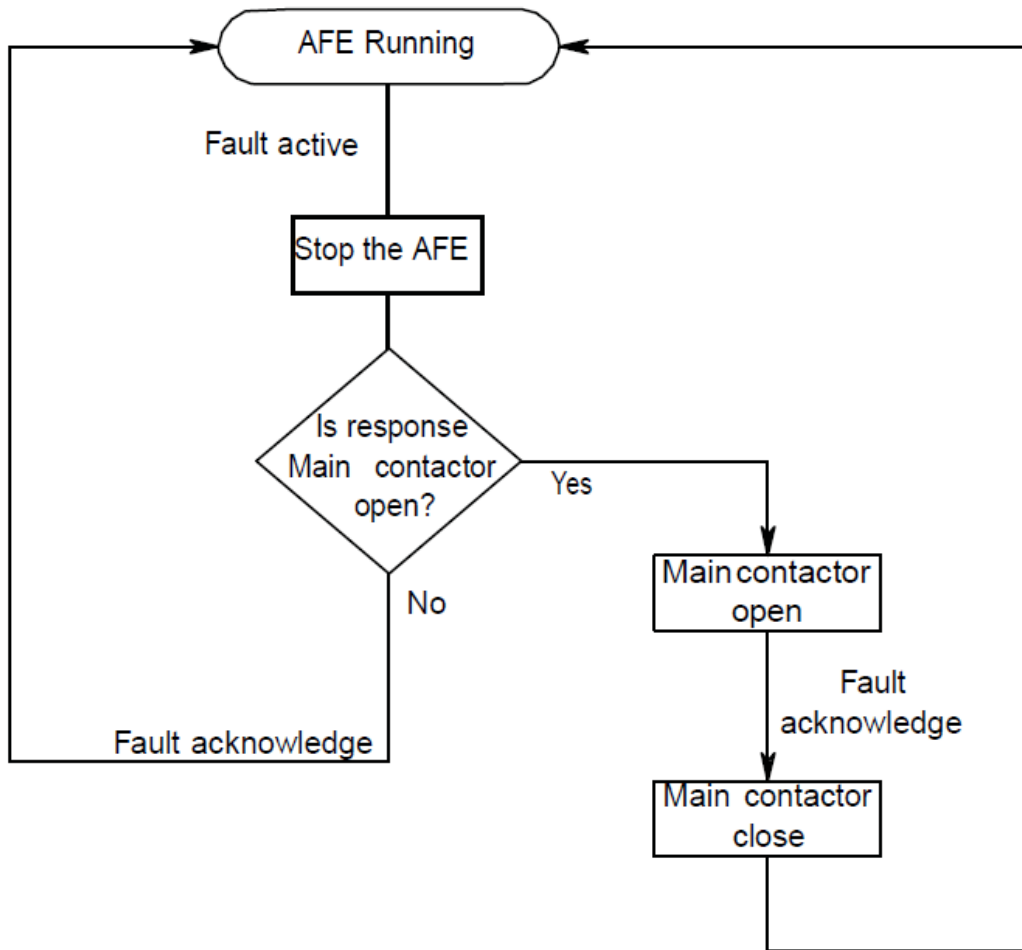 AFE Running
Fault active
Stop the AFE
Is response
Main contactor
open?
Yes
No
Main contactor
open
Fault
acknowledge
Fault acknowledge
Main contactor
close